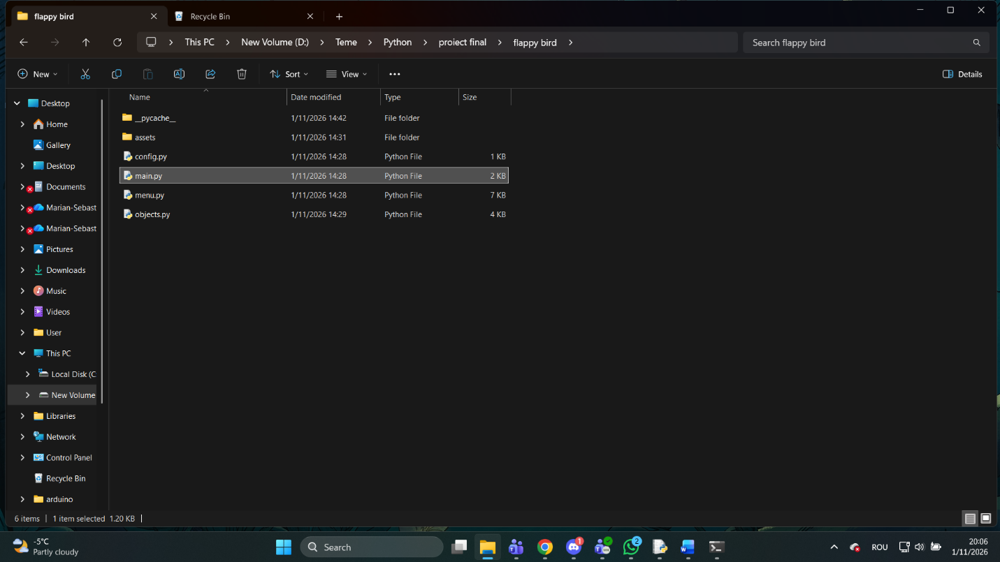 flappy bird
Recycle Bin
This PC > New Volume (D:) > Teme > Python > proiect final > flappy bird >
Search flappy bird
New
Sort
View
Details
Name Date modified Type Size
__pycache__ 1/11/2026 14:42 File folder
assets 1/11/2026 14:31 File folder
config.py 1/11/2026 14:28 Python File 1 KB
main.py 1/11/2026 14:28 Python File 2 KB
menu.py 1/11/2026 14:28 Python File 7 KB
objects.py 1/11/2026 14:29 Python File 4 KB
Desktop
Home
Gallery
Desktop
Documents
Marian-Sebast
Marian-Sebast
Pictures
Downloads
Music
Videos
User
This PC
Local Disk (C
New Volume
Libraries
Network
Control Panel
Recycle Bin
arduino
6 items | 1 item selected 1.20 KB |
-5°C
Partly cloudy
Search
1
2
ROU
20:06
1/11/2026